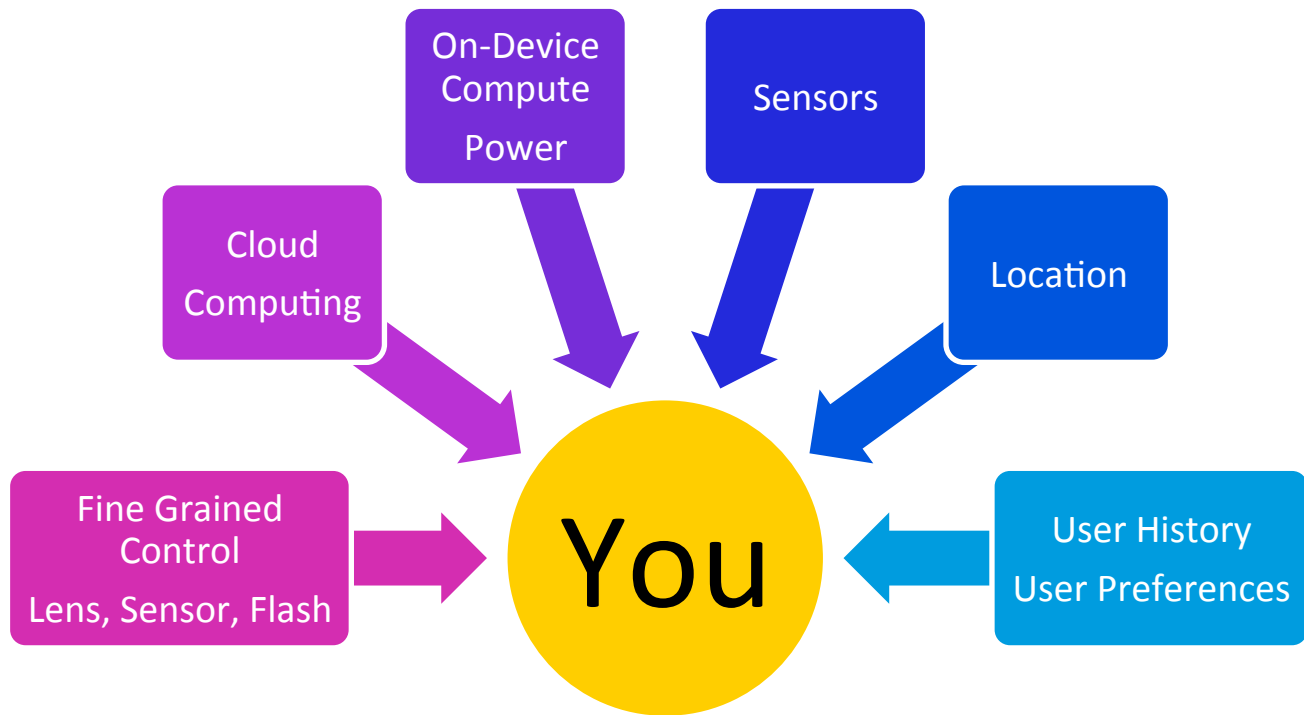 On-Device
Compute
Power
Sensors
Cloud
Computing
Location
Fine Grained
Control
Lens, Sensor, Flash
You
User History
User Preferences